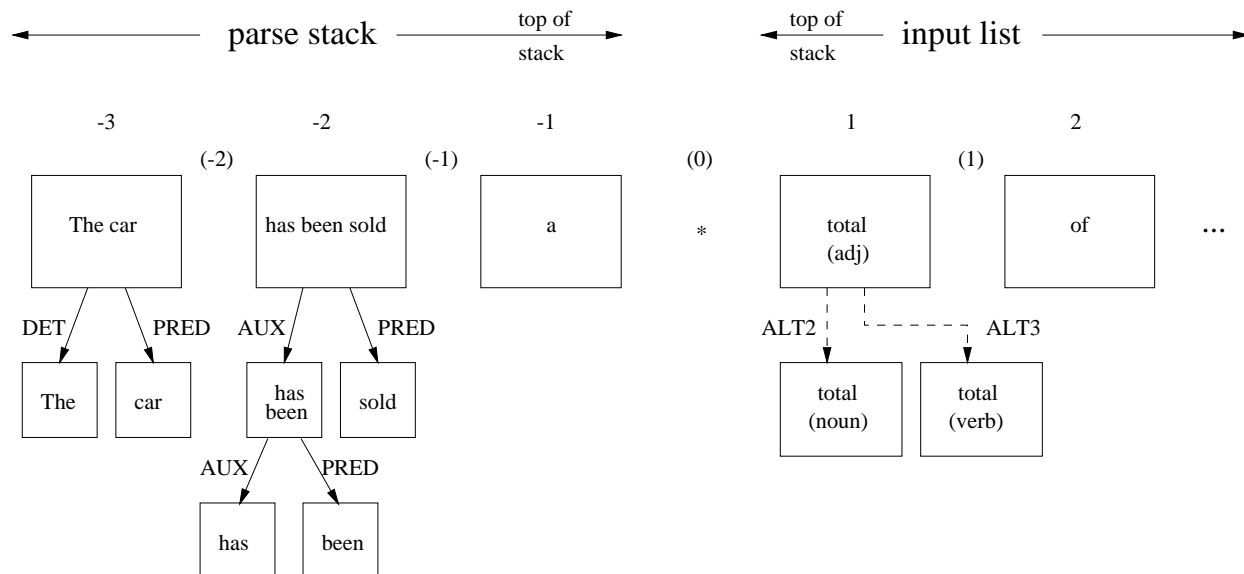 parse stack
top of
stack
top of
stack
input list
-3
-2
-1
1
2
(-2)
(-1)
(0)
(1)
The car
has been sold
a
*
total
(adj)
of
...
DET
PRED
AUX
PRED
ALT2
ALT3
The
car
has
been
sold
total
(noun)
total
(verb)
AUX
PRED
has
been